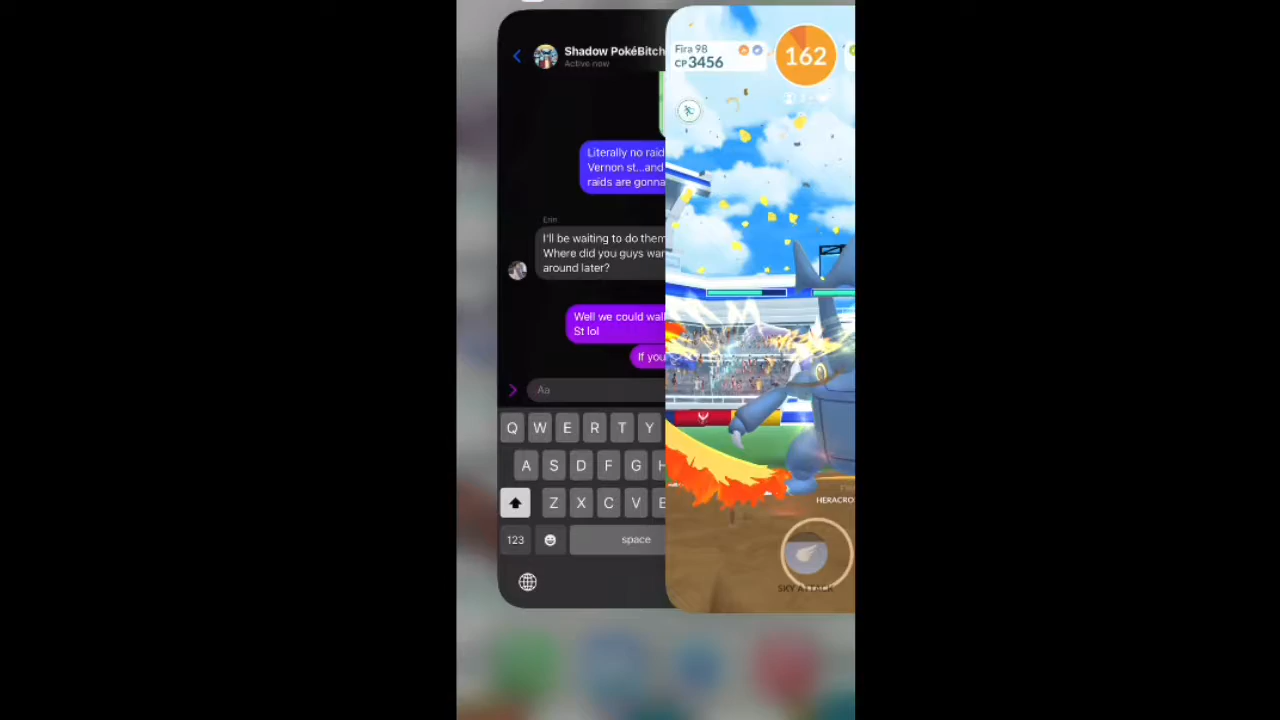 Shadow PokéBitch
Active now
Literally no raid
Vernon st...and
raids are gonna
Erin
I'll be waiting to do them
Where did you guys wan
around later?
Well we could wal
St lol
If you
Aa
Q W E R T Y
A S D F G H
Z X C V B
123
space
Fira 98
CP3456
162
HERACRO
SKY ATTACK